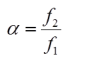 α = f₂/f₁